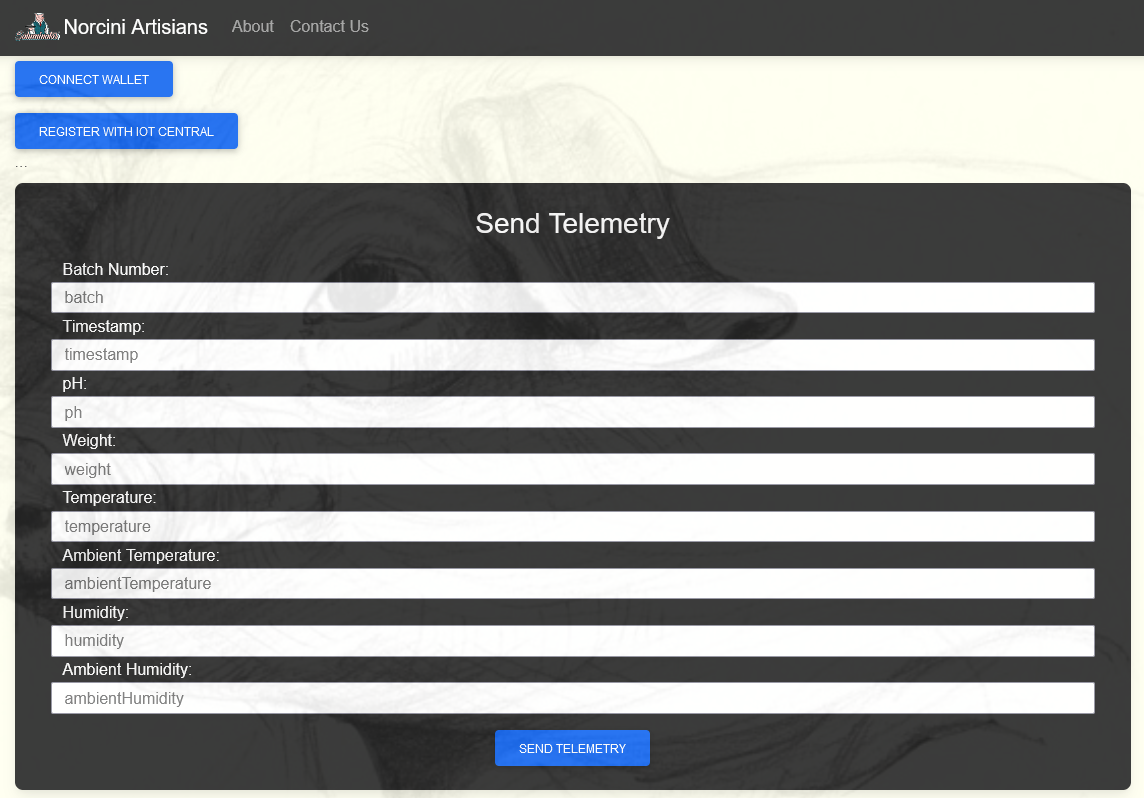 Norcini Artisians About Contact Us
CONNECT WALLET
REGISTER WITH IOT CENTRAL
...
Send Telemetry
Batch Number:
batch
Timestamp:
timestamp
pH:
ph
Weight:
weight
Temperature:
temperature
Ambient Temperature:
ambientTemperature
Humidity:
humidity
Ambient Humidity:
ambientHumidity
SEND TELEMETRY